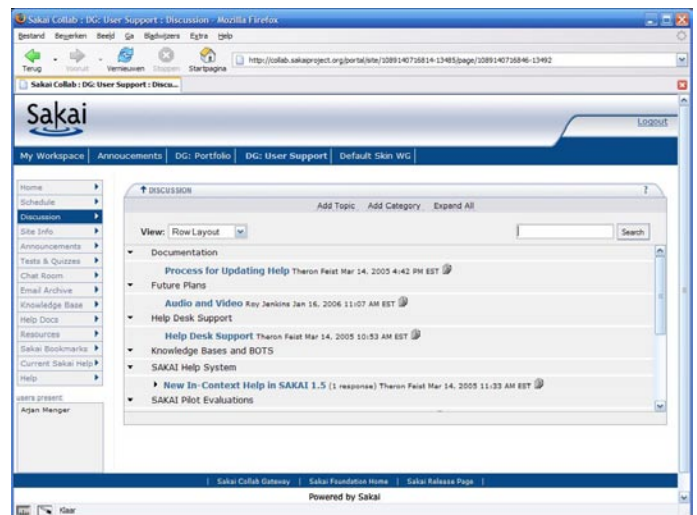 Sakai Collab : DG: User Support : Discussion - Mozilla Firefox
Bestand Bewerken Beeld Ga Bladwijzers Extra Help
Terug Vooruit Vernieuwen Stoppen Startpagina http://collab.sakaiproject.org/portal/site/1089140716814-13485/page/1089140716846-13492
Sakai Collab : DG: User Support : Discu...
Sakai
Logout
My Workspace Annoucements DG: Portfolio DG: User Support Default Skin WG
Home
Schedule
Discussion
Site Info
Announcements
Tests & Quizzes
Chat Room
Email Archive
Knowledge Base
Help Docs
Resources
Sakai Bookmarks
Current Sakai Help
Help
users present:
Arjan Menger
DISCUSSION ?
Add Topic Add Category Expand All
View: Row Layout Search
Documentation
Process for Updating Help Theron Feist Mar 14, 2005 4:42 PM EST
Future Plans
Audio and Video Roy Jenkins Jan 16, 2006 11:07 AM EST
Help Desk Support
Help Desk Support Theron Feist Mar 14, 2005 10:53 AM EST
Knowledge Bases and BOTS
SAKAI Help System
New In-Context Help in SAKAI 1.5 (1 response) Theron Feist Mar 14, 2005 11:33 AM EST
SAKAI Pilot Evaluations
| Sakai Collab Gateway | Sakai Foundation Home | Sakai Release Page |
Powered by Sakai
Klaar